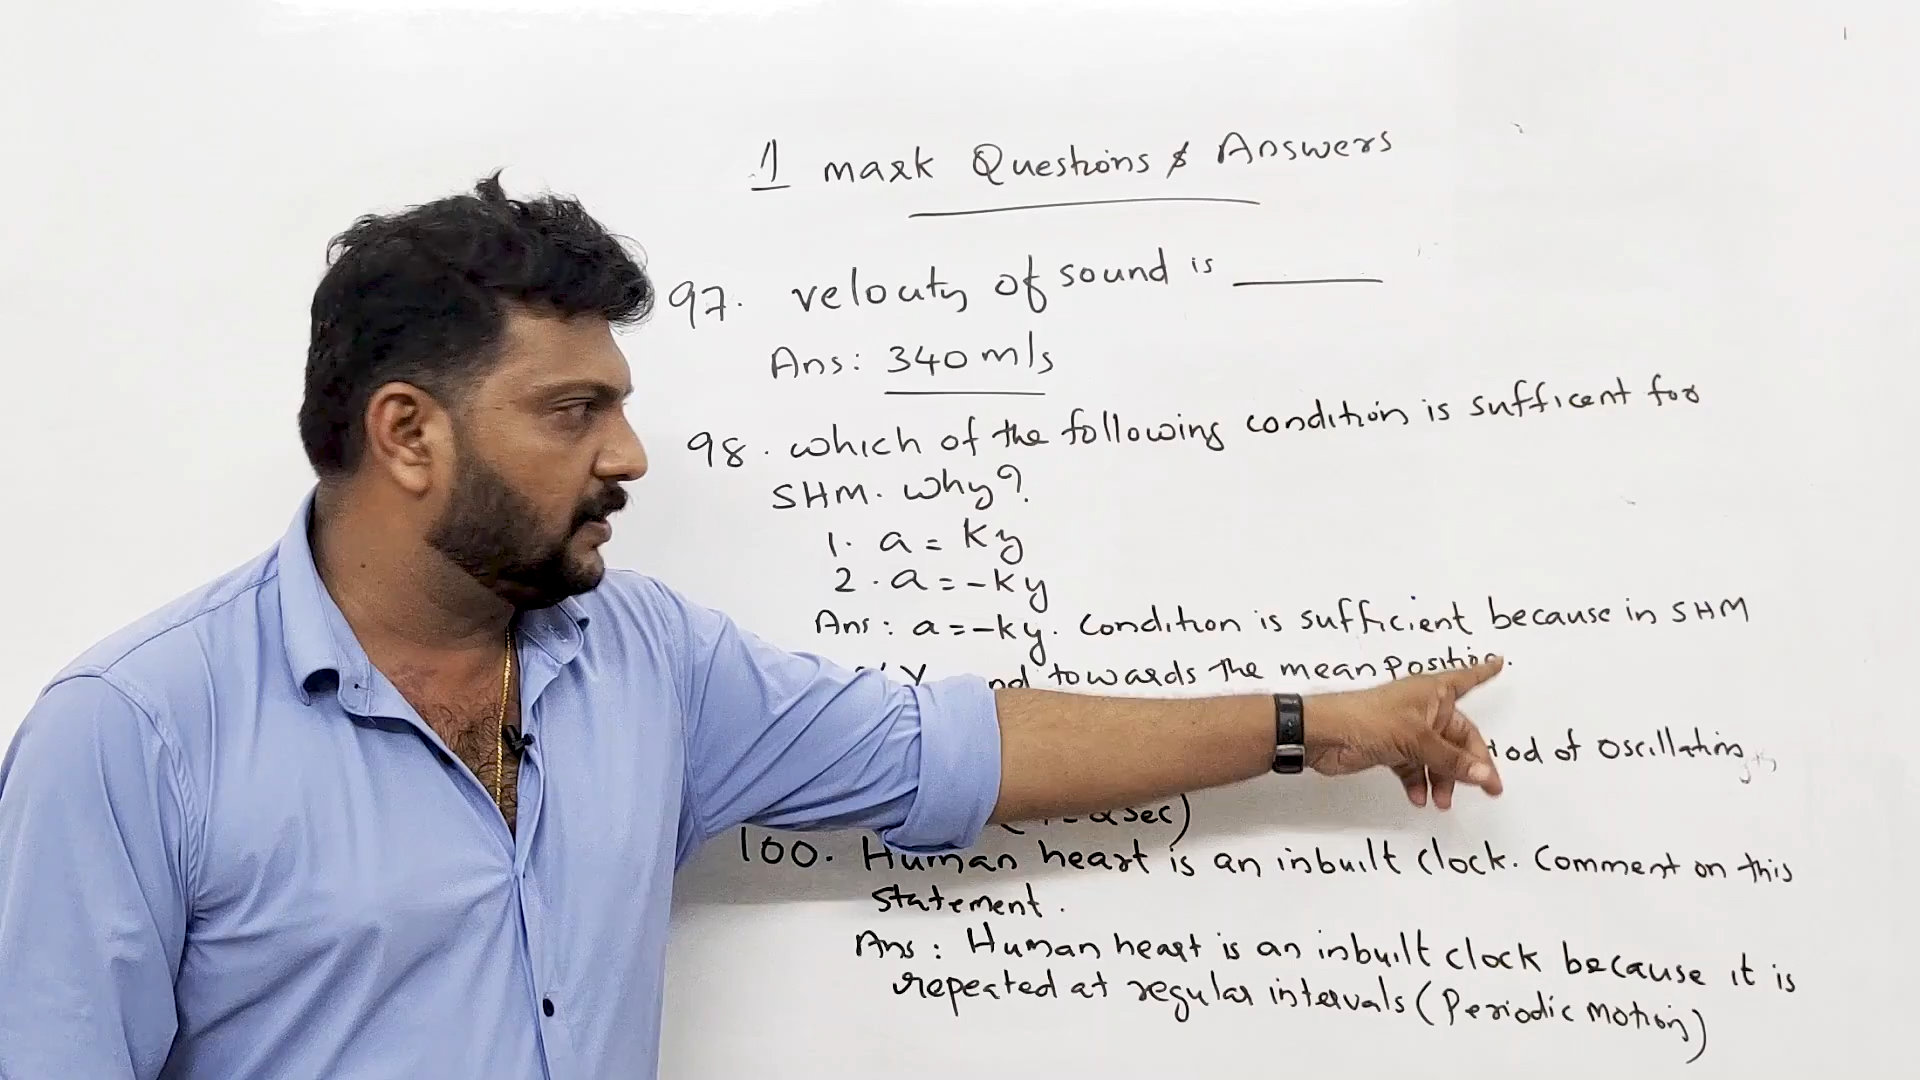 1 mark Questions & Answers
97. velocity of sound is ______
Ans: 340 m/s
98. which of the following condition is sufficent for
SHM. why?
1. a = ky
2. a = -ky
Ans: a = -ky. Condition is sufficient because in SHM
towards the mean position.
of oscillating
sec)
100. Human heart is an inbuilt clock. Comment on this
statement.
Ans: Human heart is an inbuilt clock because it is
repeated at regular intervals (Periodic Motion)